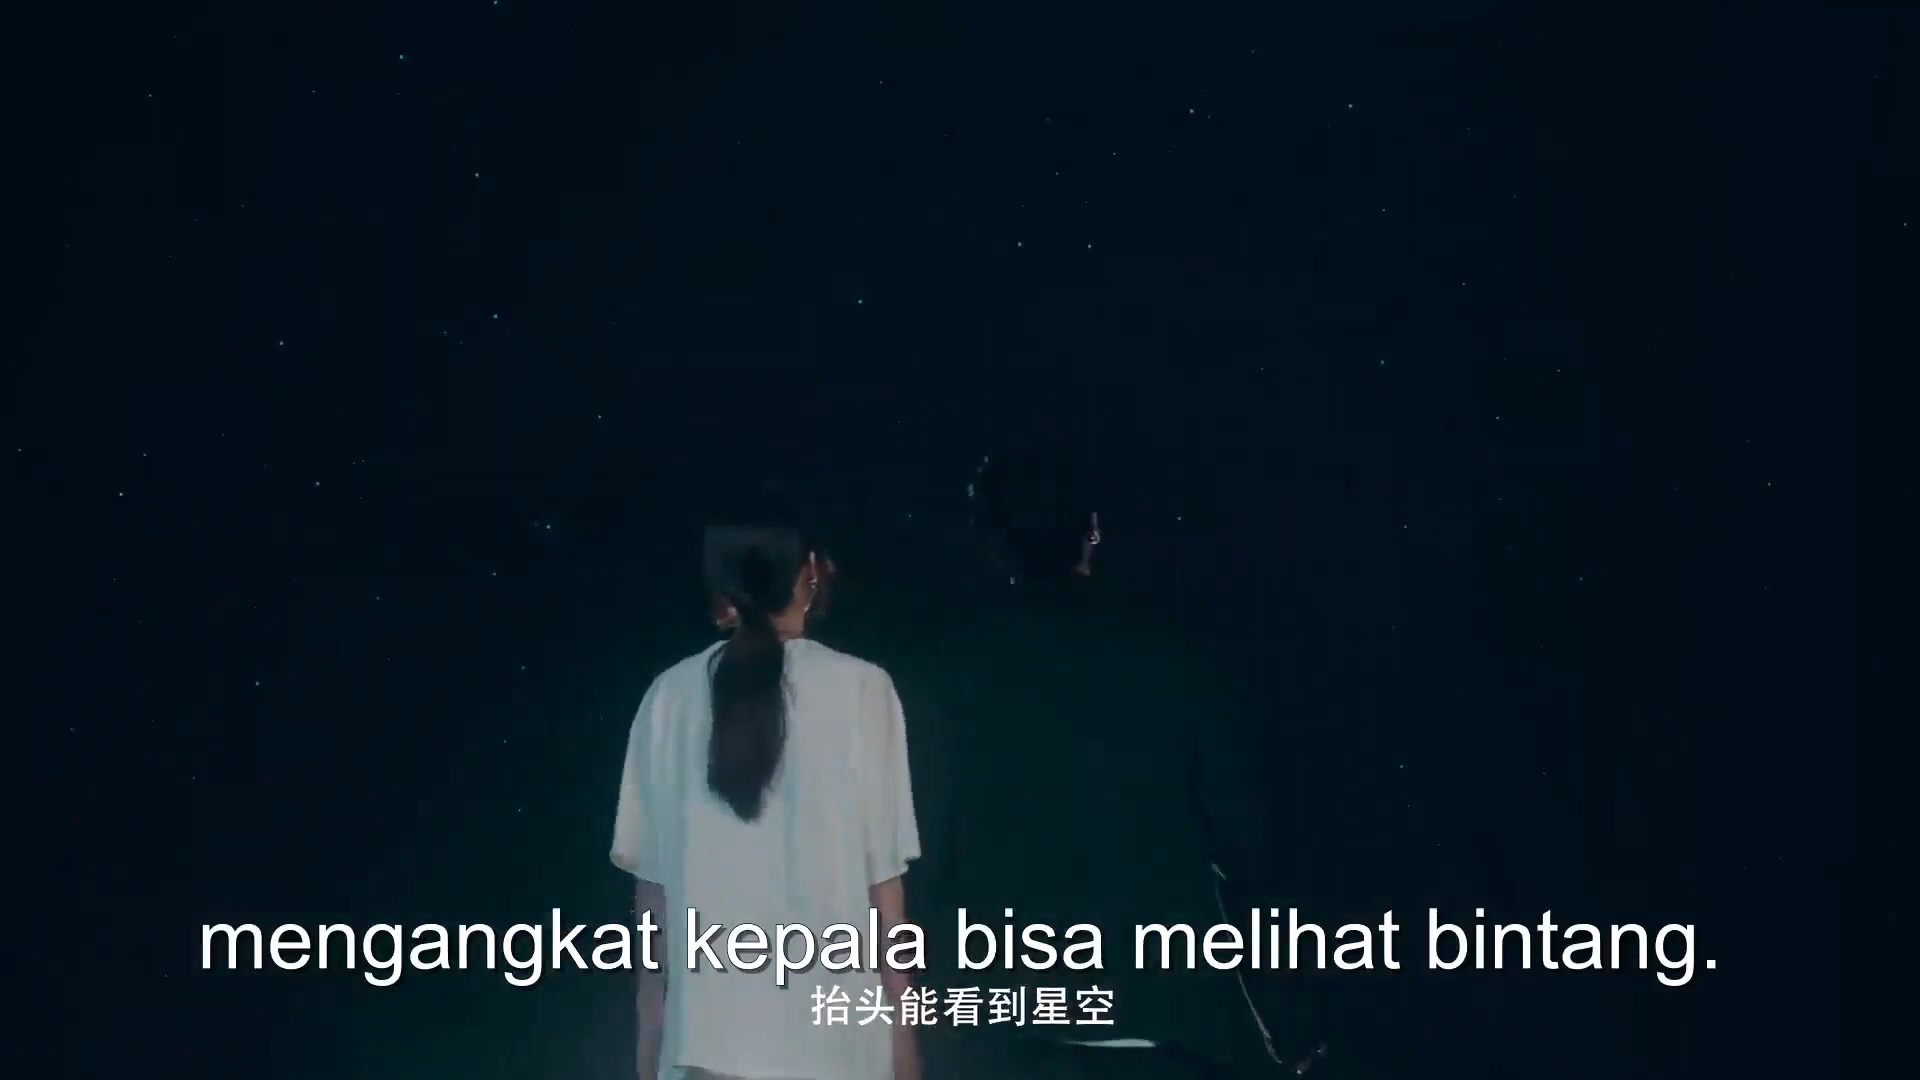 mengangkat kepala bisa melihat bintang.
抬头能看到星空